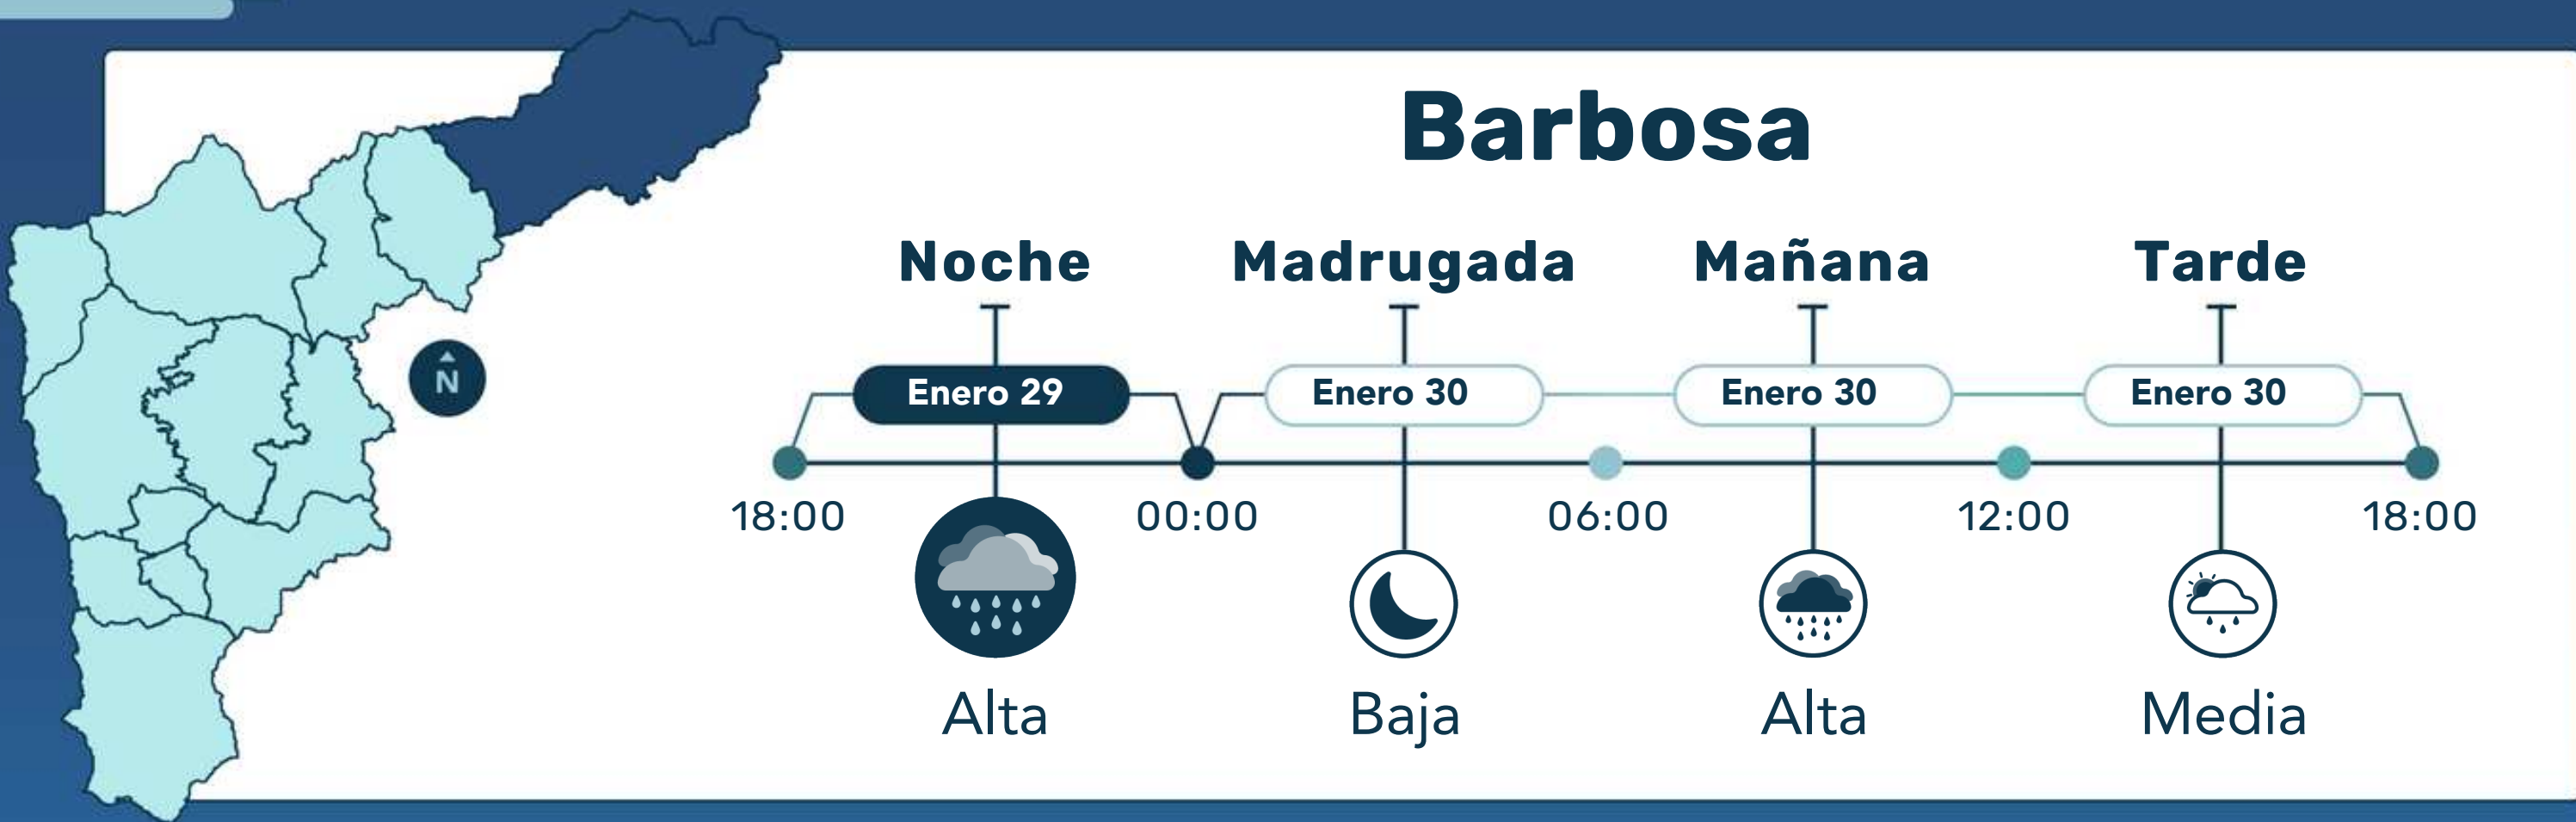 Barbosa
Noche Madrugada Mañana Tarde
N
Enero 29 Enero 30 Enero 30 Enero 30
18:00 00:00 06:00 12:00 18:00
Alta Baja Alta Media